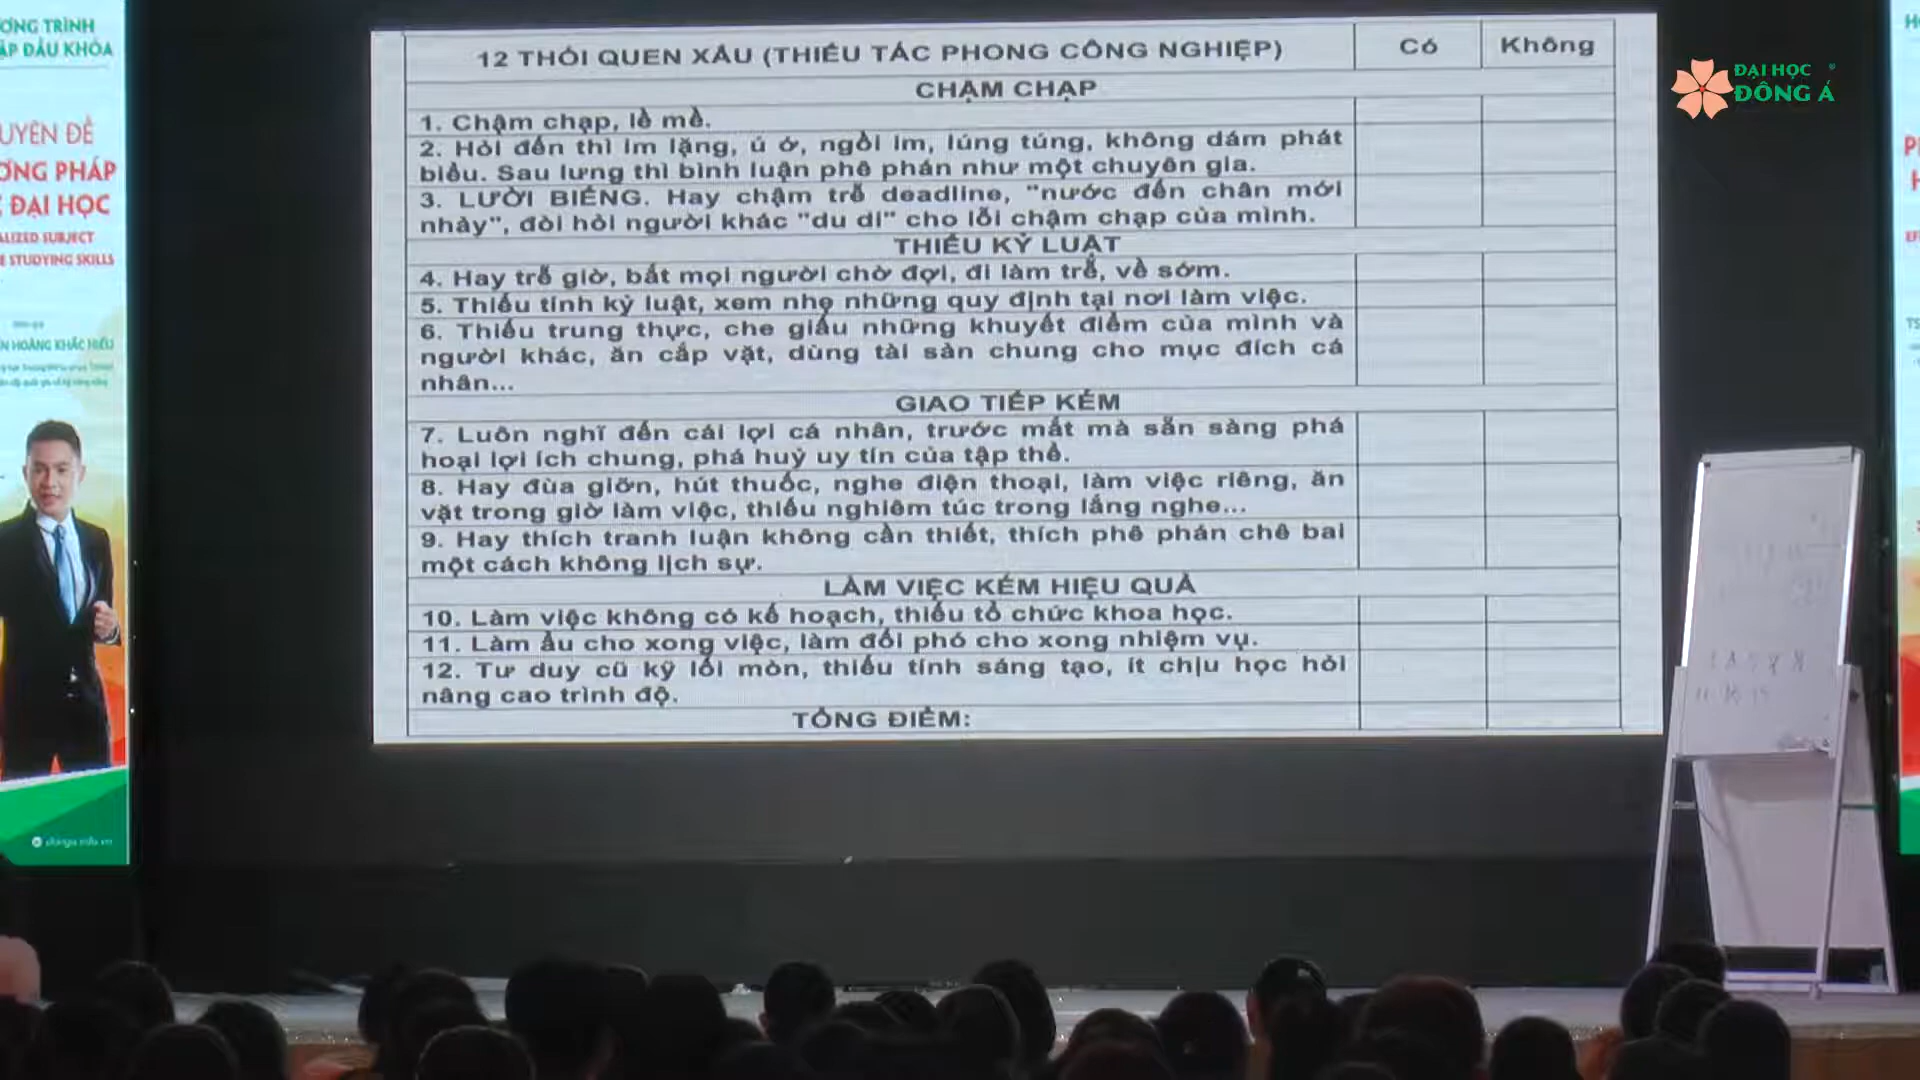 12 THÓI QUEN XẤU (THIẾU TÁC PHONG CÔNG NGHIỆP)
Có
Không
CHẬM CHẠP
1. Chậm chạp, lề mề.
2. Hỏi đến thì im lặng, ú ớ, ngồi im, lúng túng, không dám phát
biểu. Sau lưng thì bình luận phê phán như một chuyên gia.
3. LƯỜI BIẾNG. Hay chậm trễ deadline, "nước đến chân mới
nhảy", đòi hỏi người khác "du di" cho lỗi chậm chạp của mình.
THIẾU KỶ LUẬT
4. Hay trễ giờ, bắt mọi người chờ đợi, đi làm trễ, về sớm.
5. Thiếu tính kỷ luật, xem nhẹ những quy định tại nơi làm việc.
6. Thiếu trung thực, che giấu những khuyết điểm của mình và
người khác, ăn cắp vặt, dùng tài sản chung cho mục đích cá
nhân...
GIAO TIẾP KÉM
7. Luôn nghĩ đến cái lợi cá nhân, trước mắt mà sẵn sàng phá
hoại lợi ích chung, phá huỷ uy tín của tập thể.
8. Hay đùa giỡn, hút thuốc, nghe điện thoại, làm việc riêng, ăn
vặt trong giờ làm việc, thiếu nghiêm túc trong lắng nghe...
9. Hay thích tranh luận không cần thiết, thích phê phán chê bai
một cách không lịch sự.
LÀM VIỆC KÉM HIỆU QUẢ
10. Làm việc không có kế hoạch, thiếu tổ chức khoa học.
11. Làm ẩu cho xong việc, làm đối phó cho xong nhiệm vụ.
12. Tư duy cũ kỹ lối mòn, thiếu tính sáng tạo, ít chịu học hỏi
nâng cao trình độ.
TỔNG ĐIỂM:
ĐẠI HỌC
ĐÔNG Á
TRÌNH
ĐẦU KHÓA
ĐỀ
PHÁP
ĐẠI HỌC
SUBJECT
STUDYING SKILLS
HOÀNG KHẮC HIẾU